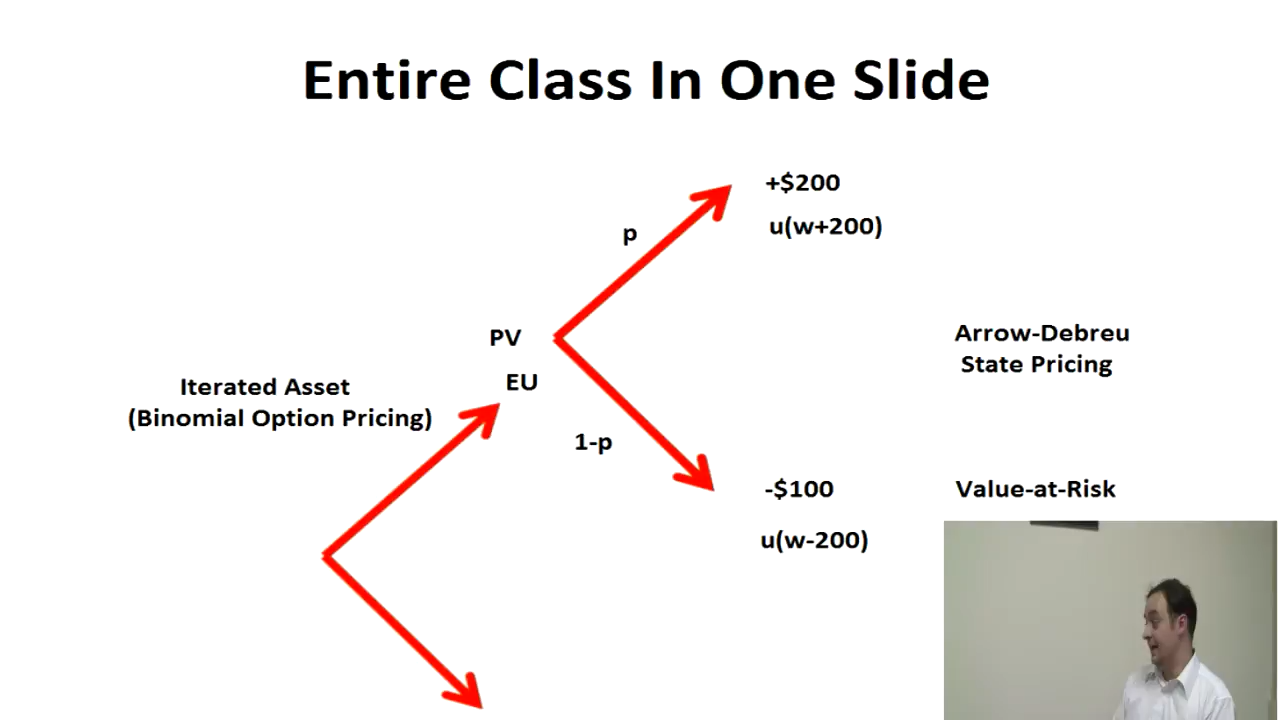 Entire Class In One Slide
+$200
p
u(w+200)
PV
Arrow-Debreu
State Pricing
EU
Iterated Asset
(Binomial Option Pricing)
1-p
-$100
Value-at-Risk
u(w-200)